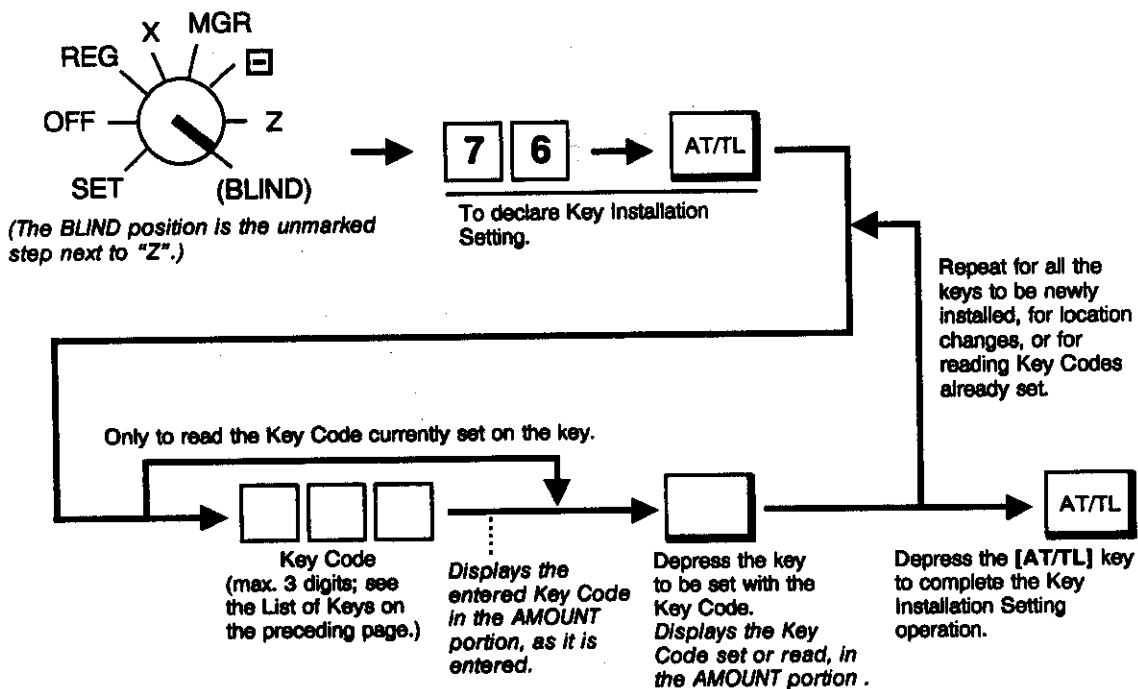 MGR
X
REG
OFF
Z
SET
(BLIND)
(The BLIND position is the unmarked
step next to "Z".)
7 6
AT/TL
To declare Key Installation
Setting.
Repeat for all the
keys to be newly
installed, for location
changes, or for
reading Key Codes
already set.
Only to read the Key Code currently set on the key.
Key Code
(max. 3 digits; see
the List of Keys on
the preceding page.)
Displays the
entered Key Code
in the AMOUNT
portion, as it is
entered.
Depress the key
to be set with the
Key Code.
Displays the Key
Code set or read, in
the AMOUNT portion .
AT/TL
Depress the [AT/TL] key
to complete the Key
Installation Setting
operation.